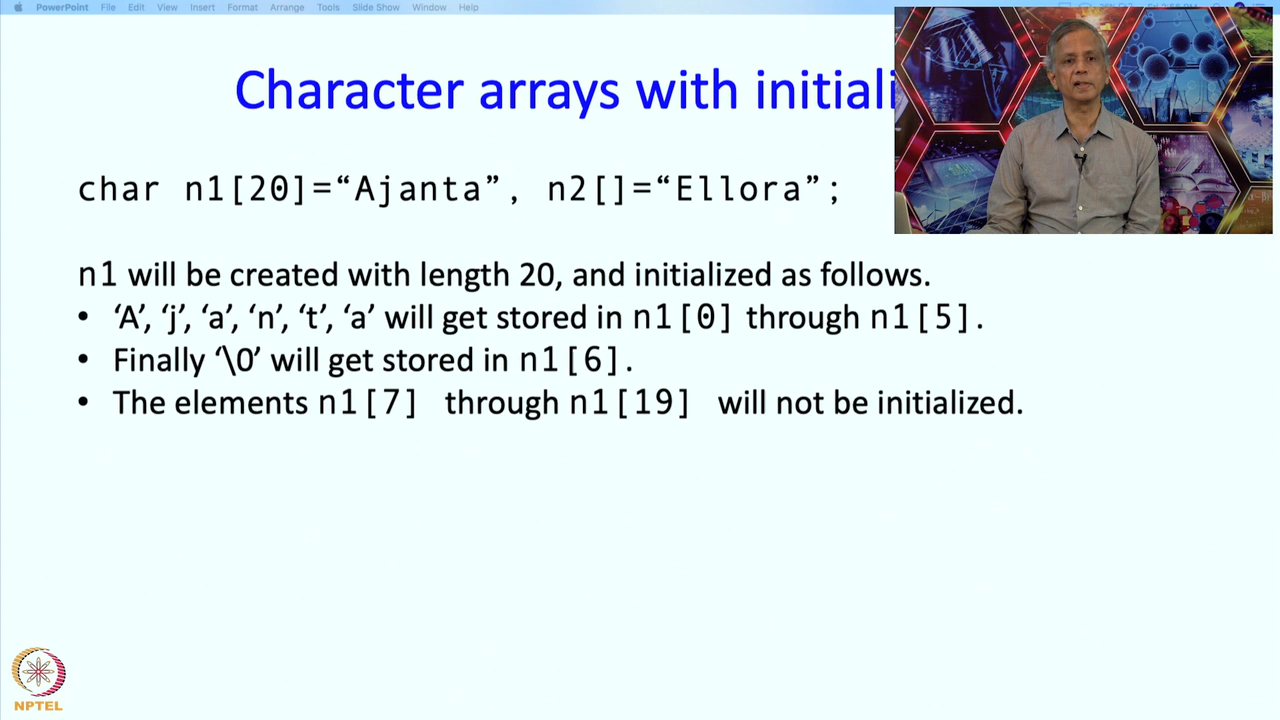 PowerPoint File Edit View Insert Format Arrange Tools Slide Show Window Help
Character arrays with initiali
char n1[20]=“Ajanta”, n2[]=“Ellora”;
n1 will be created with length 20, and initialized as follows.
• ‘A’, ‘j’, ‘a’, ‘n’, ‘t’, ‘a’ will get stored in n1[0] through n1[5].
• Finally ‘\0’ will get stored in n1[6].
• The elements n1[7] through n1[19] will not be initialized.
NPTEL